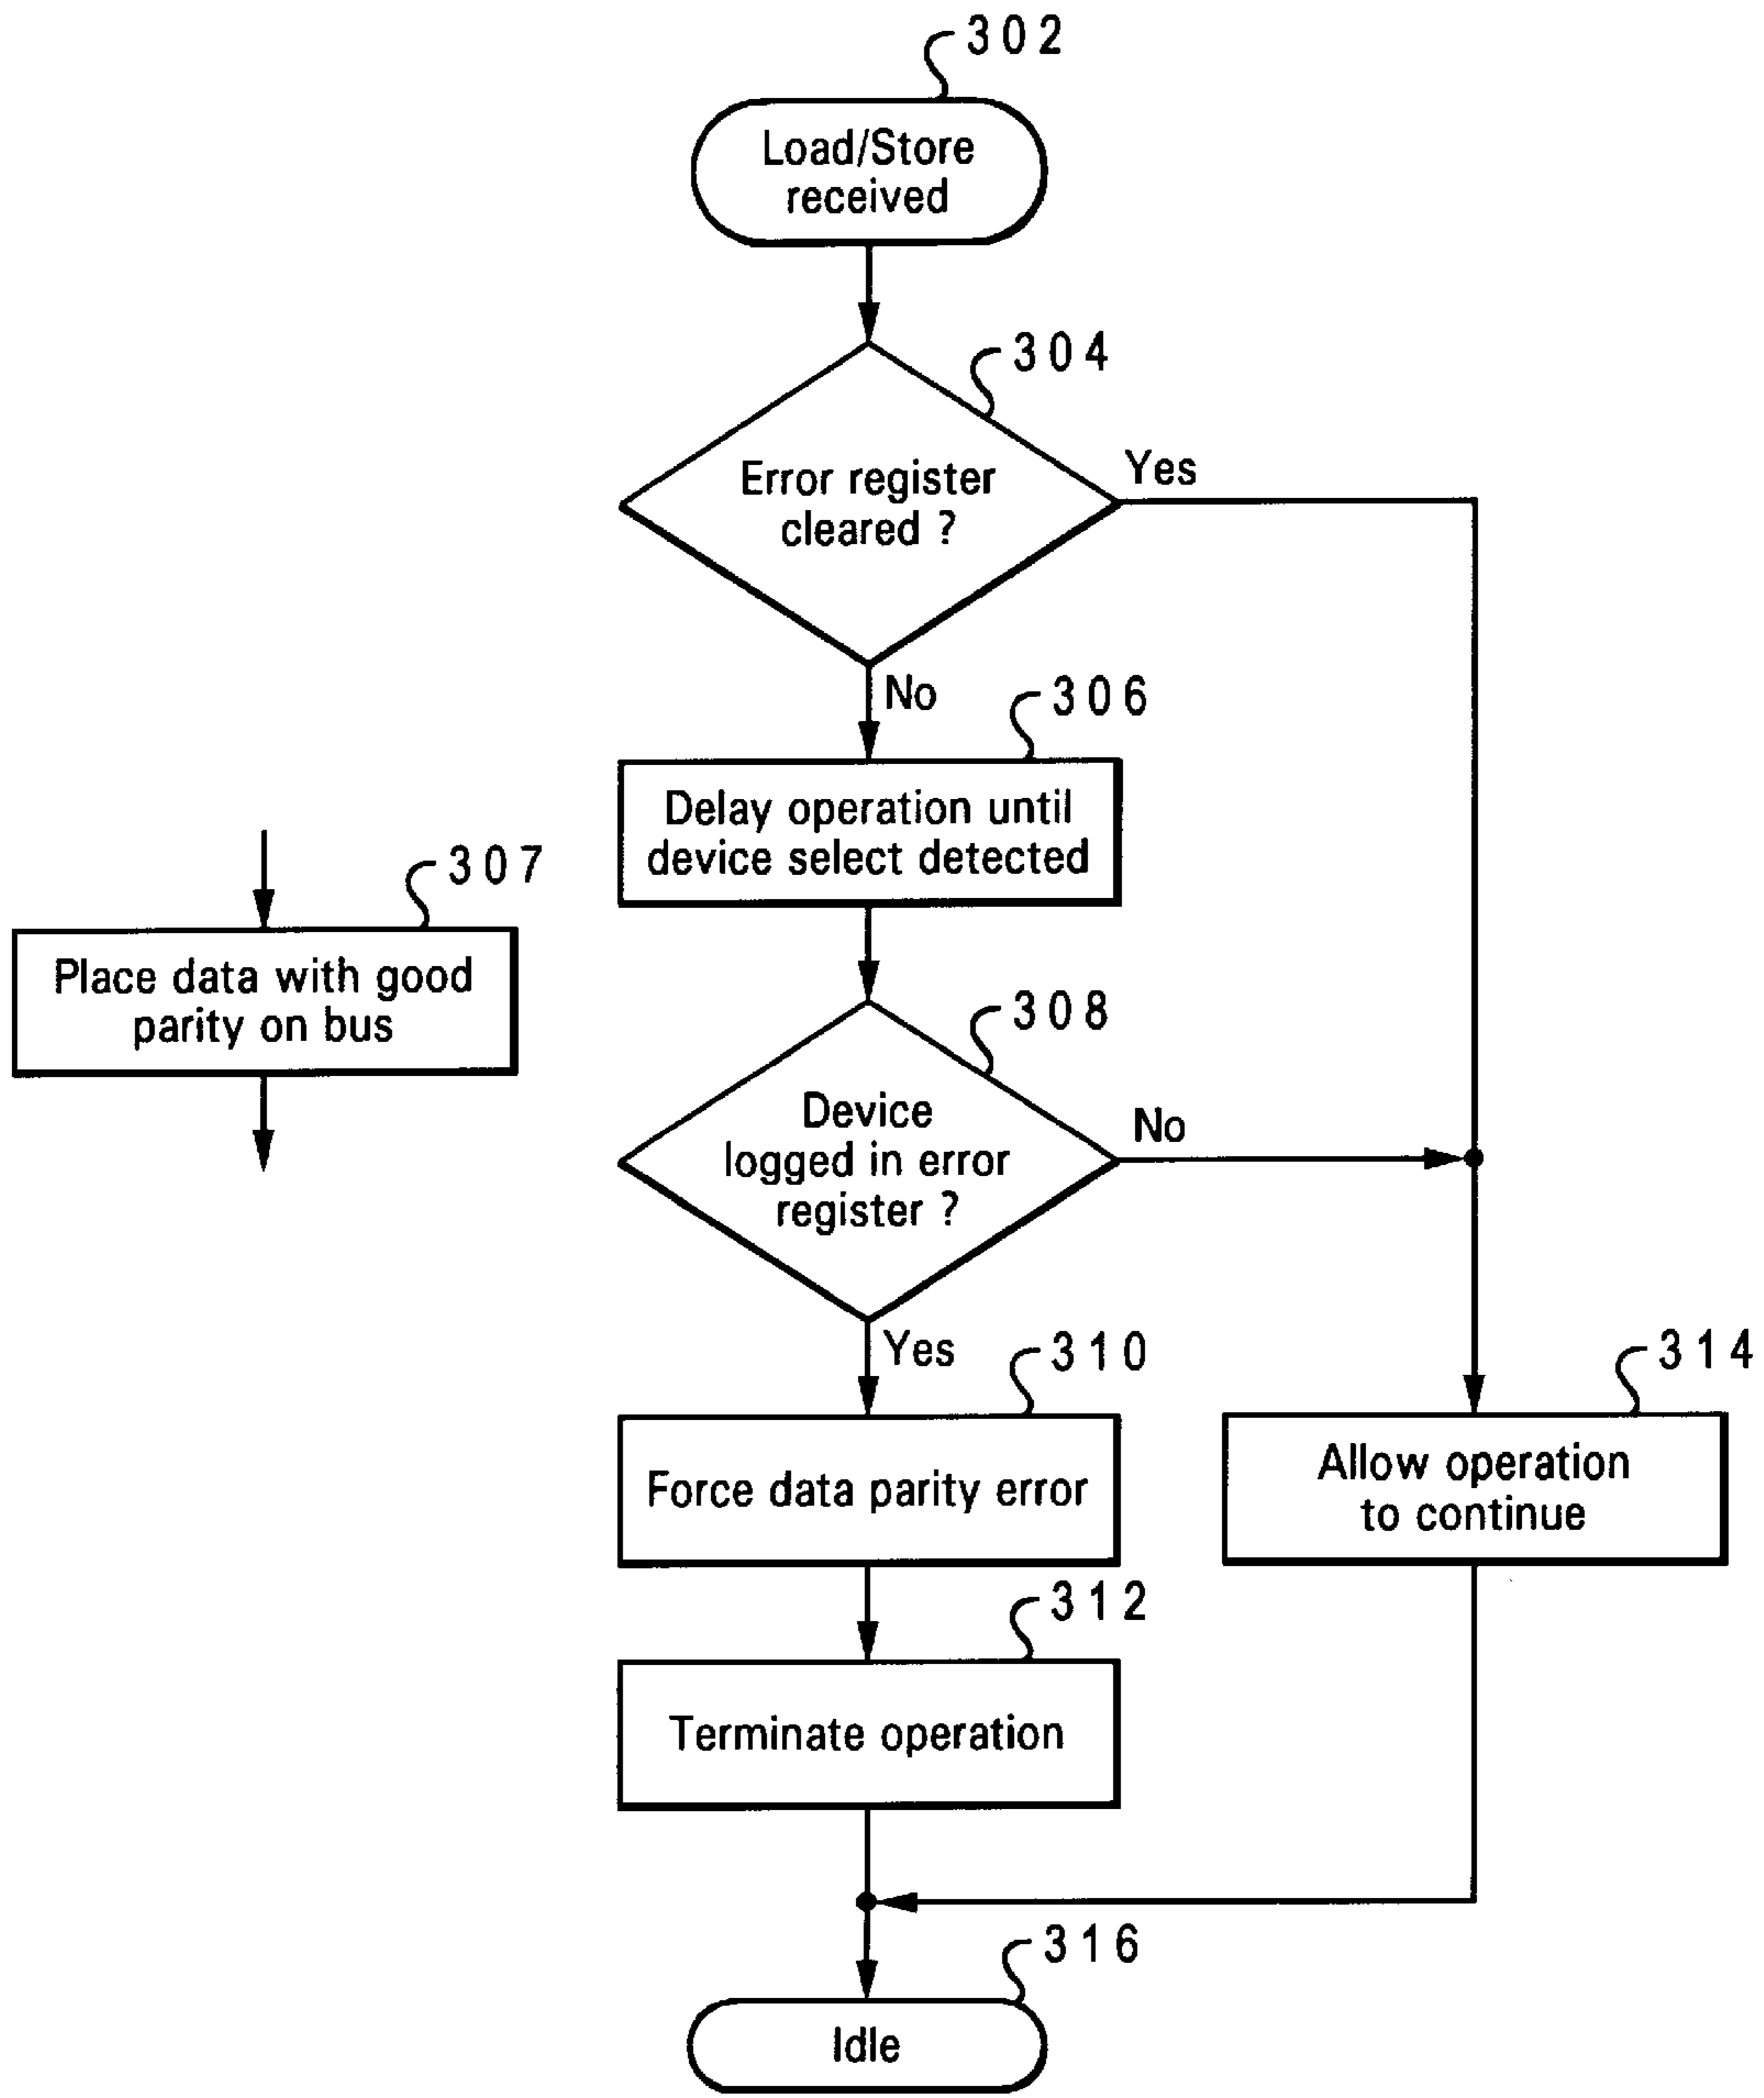 302
Load/Store
received
304
Error register
cleared ?
Yes
No
306
Delay operation until
device select detected
307
Place data with good
parity on bus
308
Device
logged in error
register ?
No
Yes
310
Force data parity error
314
Allow operation
to continue
312
Terminate operation
316
Idle